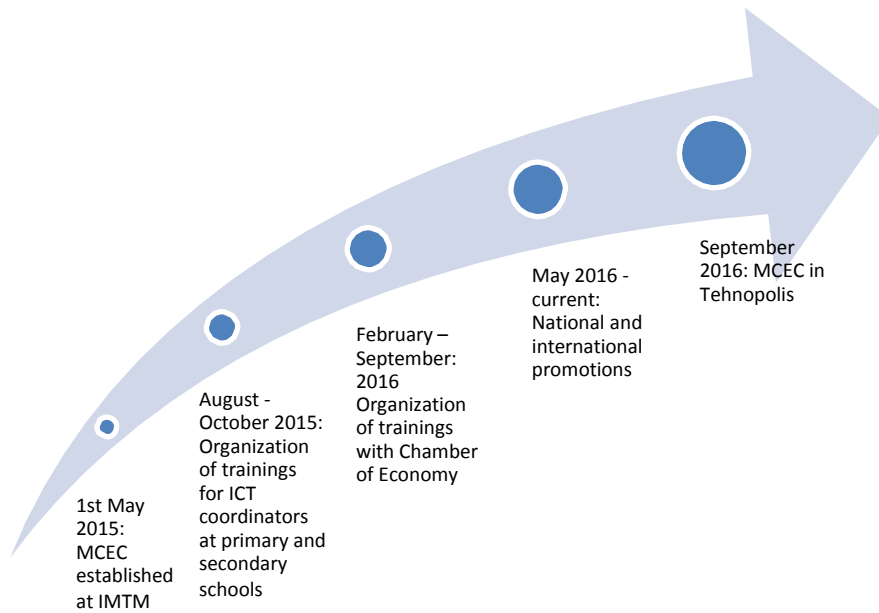 1st May
2015:
MCEC
established
at IMTM
August -
October 2015:
Organization
of trainings
for ICT
coordinators
at primary and
secondary
schools
February –
September:
2016
Organization
of trainings
with Chamber
of Economy
May 2016 -
current:
National and
international
promotions
September
2016: MCEC in
Tehnopolis